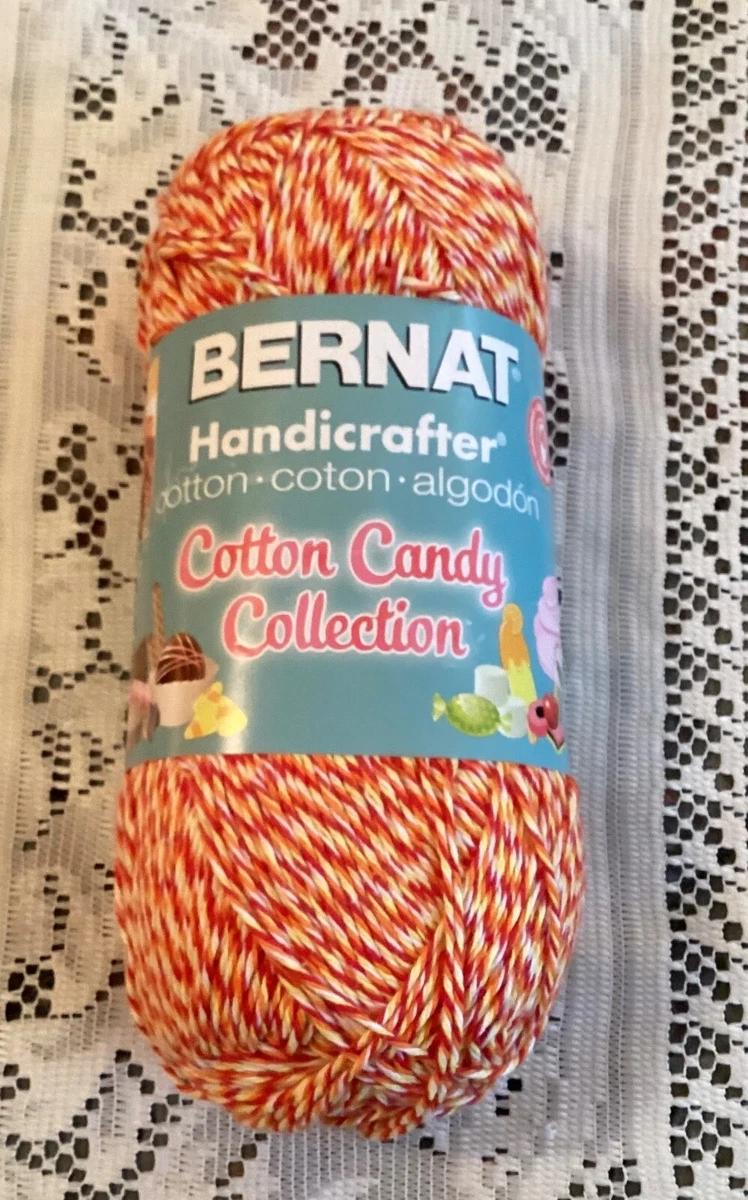 BERNAT®
Handicrafter®
cotton·coton·algodón
Cotton Candy
Collection